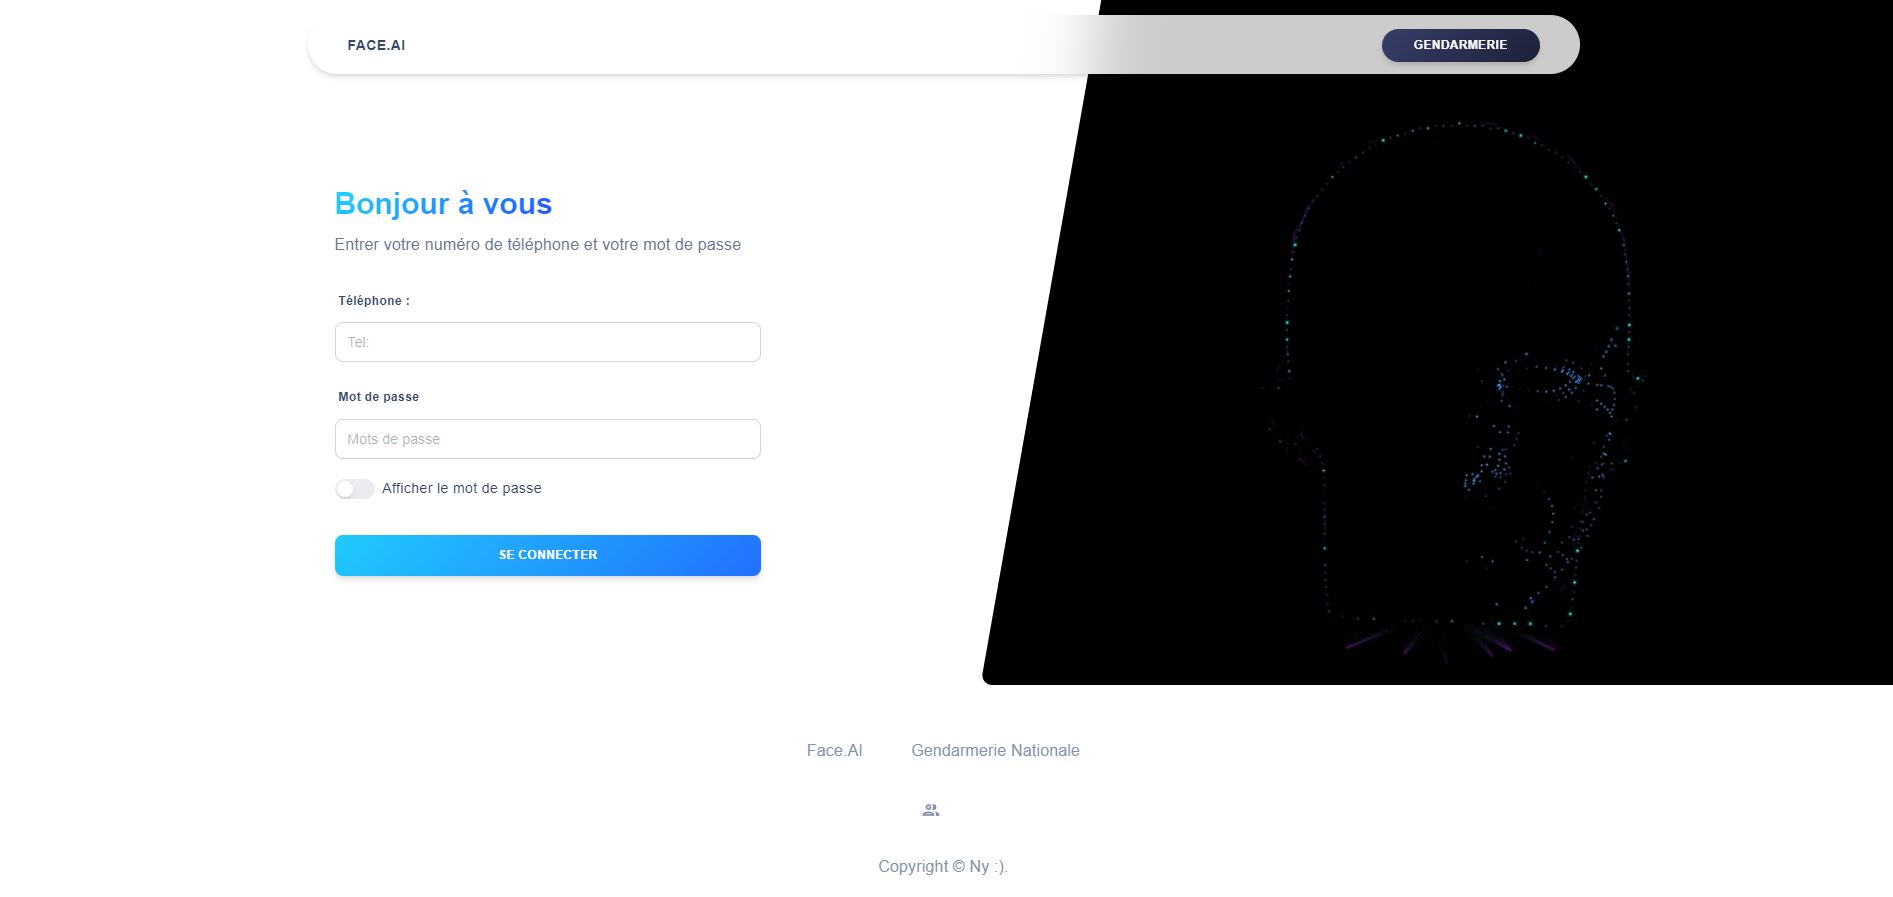 FACE.AI
GENDARMERIE
Bonjour à vous
Entrer votre numéro de téléphone et votre mot de passe
Téléphone :
Tel:
Mot de passe
Mots de passe
Afficher le mot de passe
SE CONNECTER
Face.AI Gendarmerie Nationale
Copyright © Ny :).